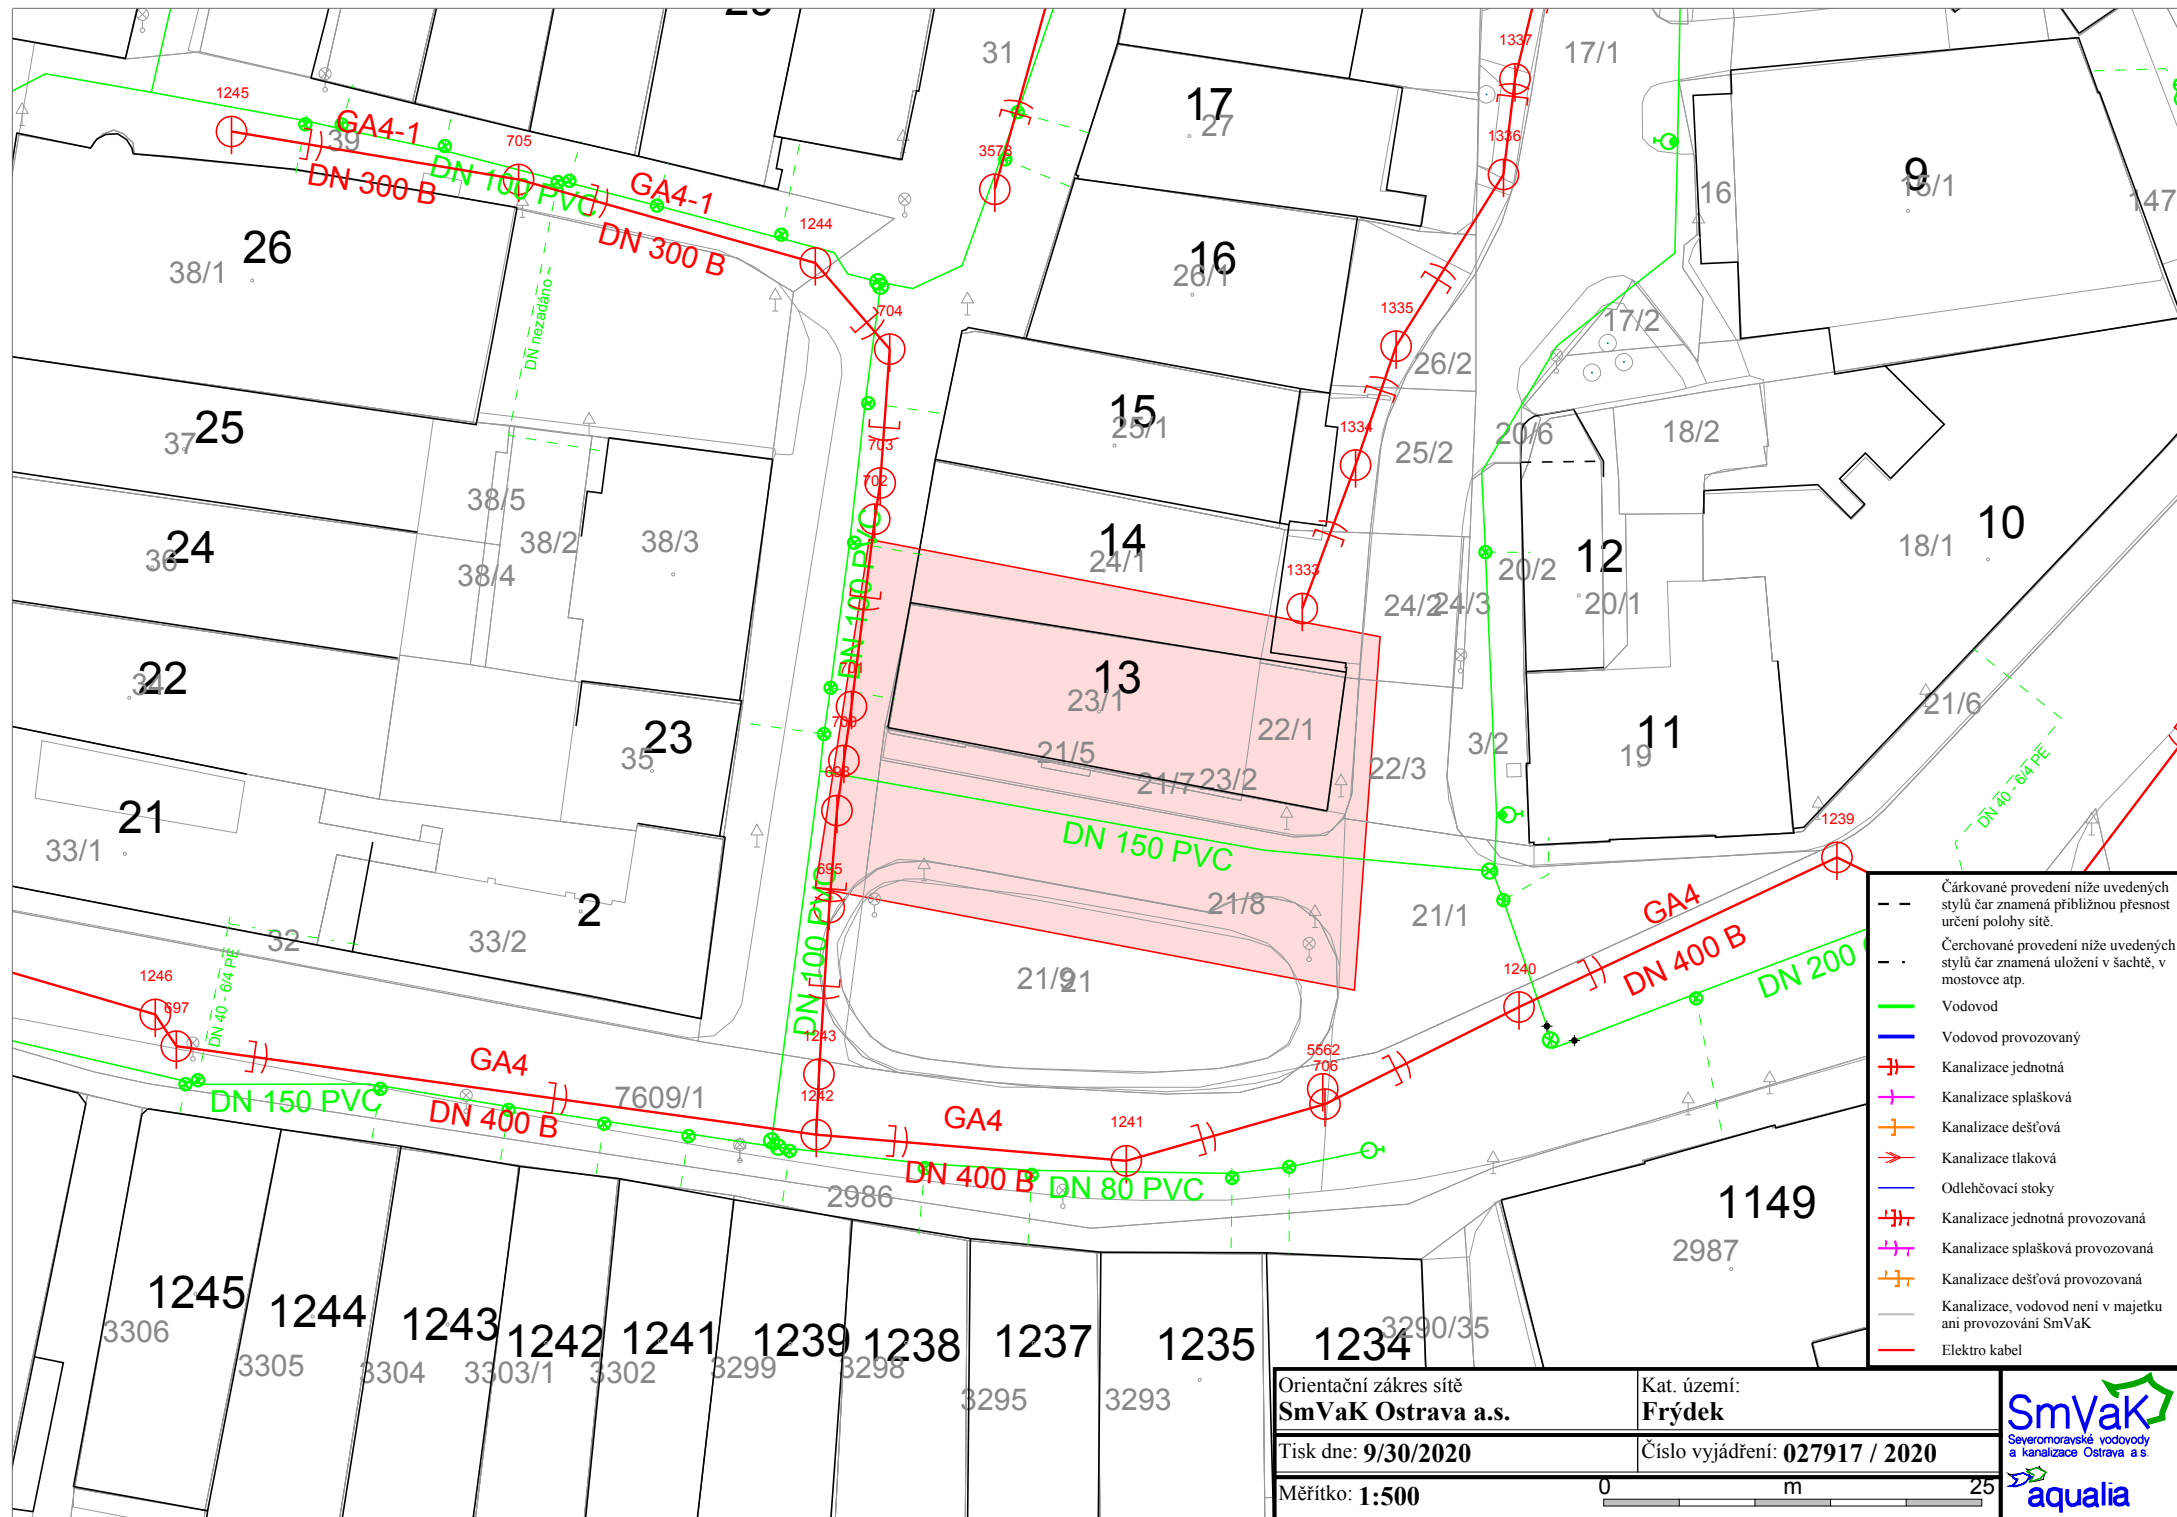 31
17/1
1337
1245
GA4-1
39
705
17
27
3573
1336
9
15/1
16
147
DN 300 B
DN 100 PVC
GA4-1
1244
DN 300 B
26
38/1
16
26/1
DN nezadáno
704
1335
17/2
26/2
25
37
15
25/1
703
1334
25/2
20/6
18/2
702
38/5
38/2
38/3
24
36
38/4
14
24/1
1333
24/2
24/3
20/2
12
20/1
10
18/1
DN 100 PVC
22
34
23
35
701
700
698
13
23/1
22/1
21/5
21/7
23/2
22/3
3/2
11
19
21/6
DN 40 - 6/4 PE
21
33/1
DN 150 PVC
1239
695
2
33/2
32
21/8
21/1
GA4
DN 400 B
DN 200
21/9
21
1240
DN 100 PVC
1246
697
DN 40 - 6/4 PE
1243
5562
706
GA4
7609/1
1242
GA4
1241
DN 150 PVC
DN 400 B
DN 400 B
DN 80 PVC
2986
1149
2987
1245
3306
1244
3305
1243
3304
1242
3303/1
1241
3302
1239
3299
1238
3298
1237
3295
1235
3293
1234
3290/35
Čárkované provedení níže uvedených
stylů čar znamená přibližnou přesnost
určení polohy sítě.
Čerchované provedení níže uvedených
stylů čar znamená uložení v šachtě, v
mostovce atp.
Vodovod
Vodovod provozovaný
Kanalizace jednotná
Kanalizace splašková
Kanalizace dešťová
Kanalizace tlaková
Odlehčovací stoky
Kanalizace jednotná provozovaná
Kanalizace splašková provozovaná
Kanalizace dešťová provozovaná
Kanalizace, vodovod není v majetku
ani provozování SmVaK
Elektro kabel
Orientační zákres sítě
SmVaK Ostrava a.s.
Kat. území:
Frýdek
Tisk dne: 9/30/2020
Číslo vyjádření: 027917 / 2020
Měřítko: 1:500
0 m 25
SmVaK
Severomoravské vodovody
a kanalizace Ostrava a.s.
aqualia